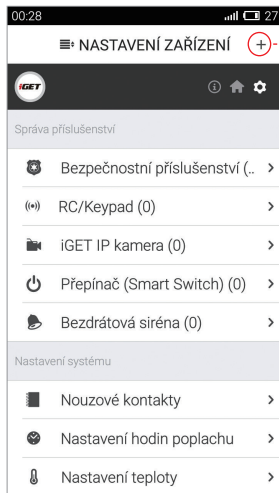 00:28 27
NASTAVENÍ ZAŘÍZENÍ +
iGET
Správa příslušenství
Bezpečnostní příslušenství (..
RC/Keypad (0)
iGET IP kamera (0)
Přepínač (Smart Switch) (0)
Bezdrátová siréna (0)
Nastavení systému
Nouzové kontakty
Nastavení hodin poplachu
Nastavení teploty